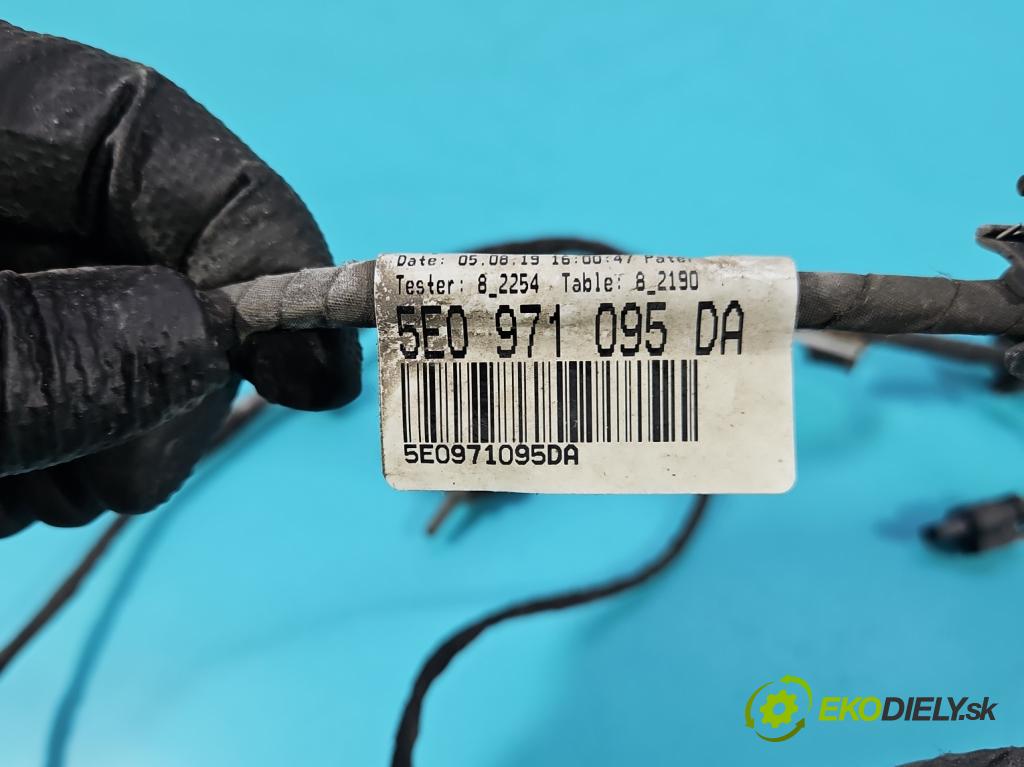 Date: 05.08.19 16:00:47
Tester: 8_2254 Table: 8_2190
5E0 971 095 DA
5E0971095DA
EKODIELY.sk